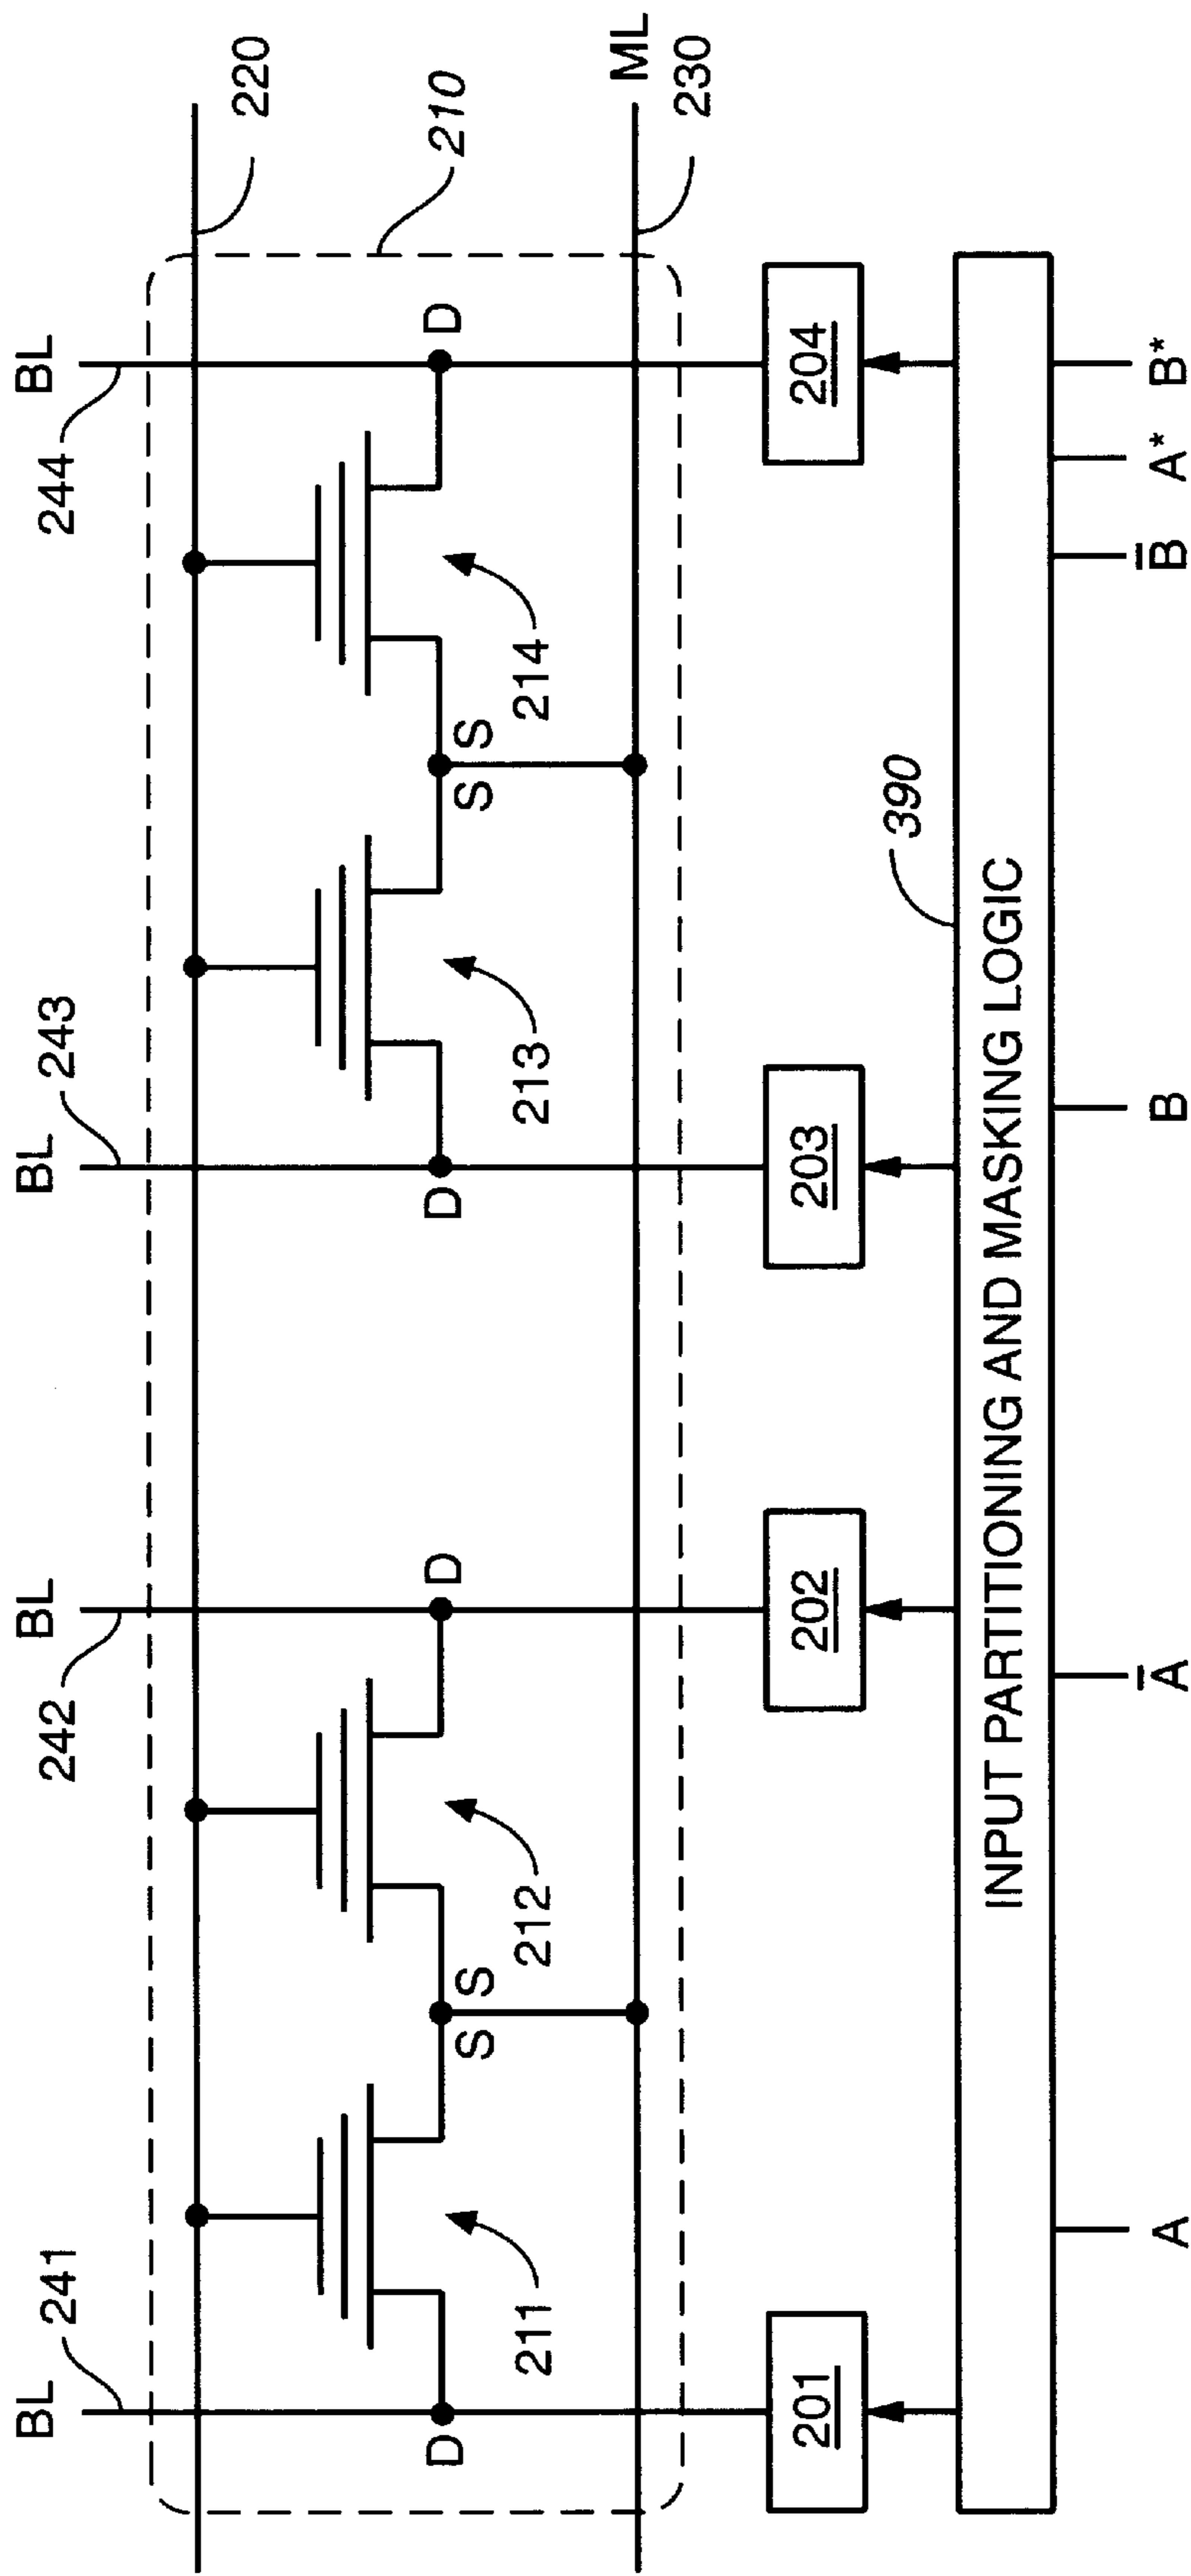 BL 241
BL 242
BL 243
BL 244
220
210
D S S D
D S S D
211
212
213
214
ML
230
201
202
203
204
390
INPUT PARTITIONING AND MASKING LOGIC
A
A̅
B
B̅
A*
B*